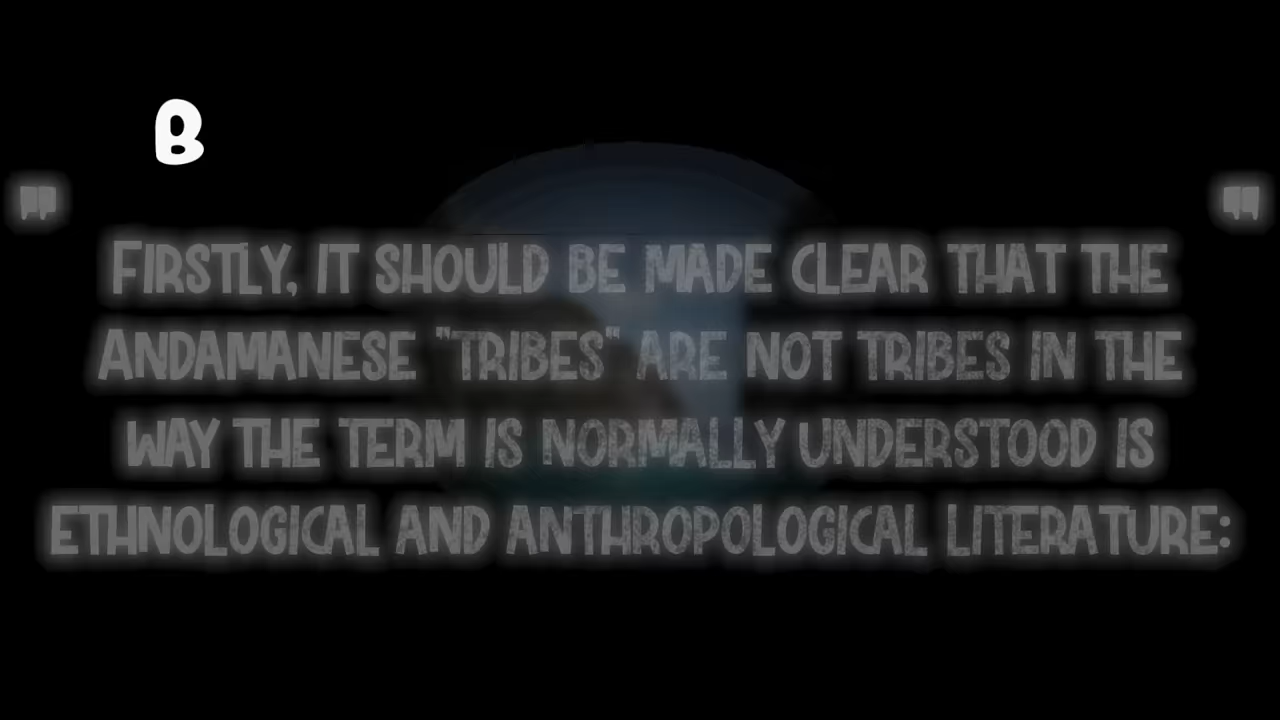 B
" "
FIRSTLY, IT SHOULD BE MADE CLEAR THAT THE
ANDAMANESE "TRIBES" ARE NOT TRIBES IN THE
WAY THE TERM IS NORMALLY UNDERSTOOD IS
ETHNOLOGICAL AND ANTHROPOLOGICAL LITERATURE: